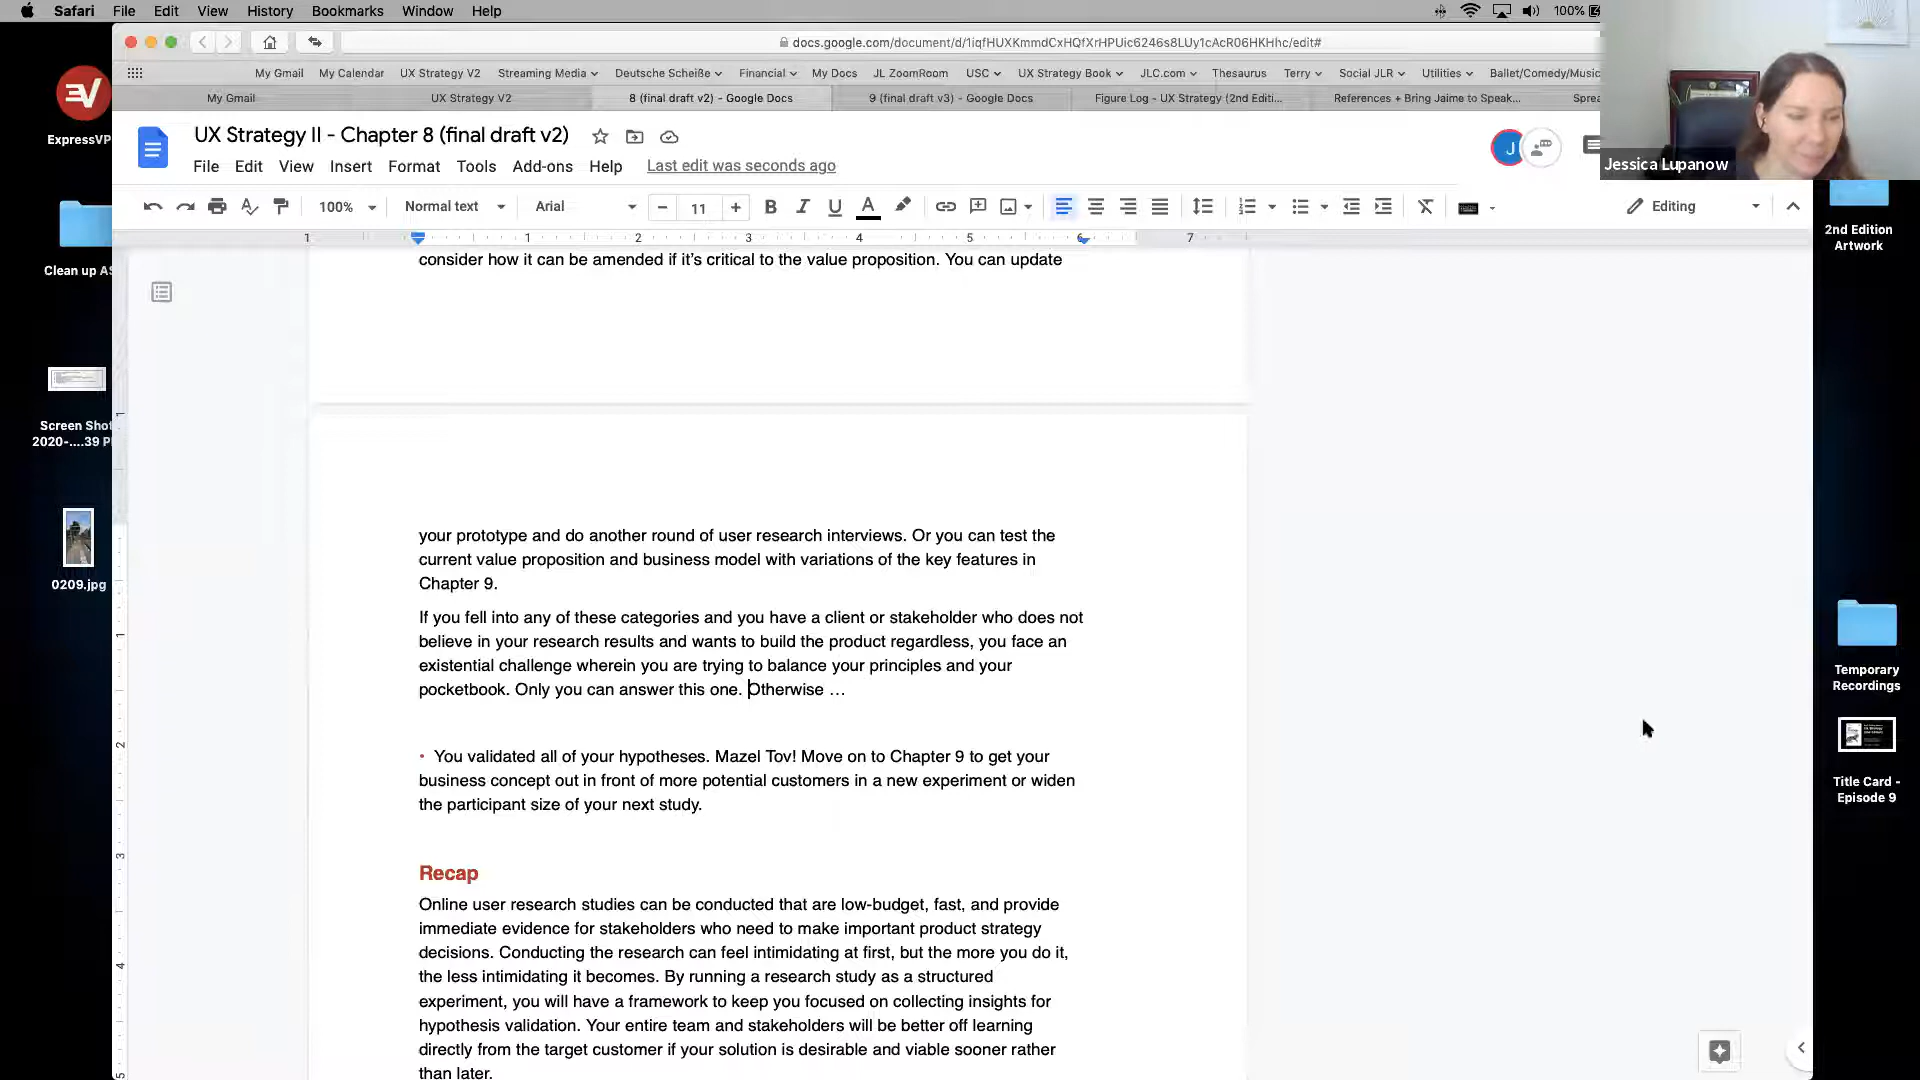 Safari File Edit View History Bookmarks Window Help 100%
docs.google.com/document/d/1iqfHUXKmmdCxHQfXrHPUic6246s8LUy1cAcR06HKHhc/edit#
My Gmail My Calendar UX Strategy V2 Streaming Media Deutsche Scheiße Financial My Docs JL ZoomRoom USC UX Strategy Book JLC.com Thesaurus Terry Social JLR Utilities Ballet/Comedy/Music
My Gmail UX Strategy V2 8 (final draft v2) - Google Docs 9 (final draft v3) - Google Docs Figure Log - UX Strategy (2nd Editi... References + Bring Jaime to Speak... Sprea
UX Strategy II - Chapter 8 (final draft v2)
File Edit View Insert Format Tools Add-ons Help Last edit was seconds ago
J
Jessica Lupanow
100% Normal text Arial 11 B I U A Editing
1 1 2 3 4 5 6 7
consider how it can be amended if it's critical to the value proposition. You can update
your prototype and do another round of user research interviews. Or you can test the
current value proposition and business model with variations of the key features in
Chapter 9.
If you fell into any of these categories and you have a client or stakeholder who does not
believe in your research results and wants to build the product regardless, you face an
existential challenge wherein you are trying to balance your principles and your
pocketbook. Only you can answer this one. Otherwise …
• You validated all of your hypotheses. Mazel Tov! Move on to Chapter 9 to get your
business concept out in front of more potential customers in a new experiment or widen
the participant size of your next study.
Recap
Online user research studies can be conducted that are low-budget, fast, and provide
immediate evidence for stakeholders who need to make important product strategy
decisions. Conducting the research can feel intimidating at first, but the more you do it,
the less intimidating it becomes. By running a research study as a structured
experiment, you will have a framework to keep you focused on collecting insights for
hypothesis validation. Your entire team and stakeholders will be better off learning
directly from the target customer if your solution is desirable and viable sooner rather
than later.
1
1
2
3
4
5
ExpressVP
Clean up AS
Screen Shot
2020-....39 P
0209.jpg
2nd Edition
Artwork
Temporary
Recordings
Title Card -
Episode 9